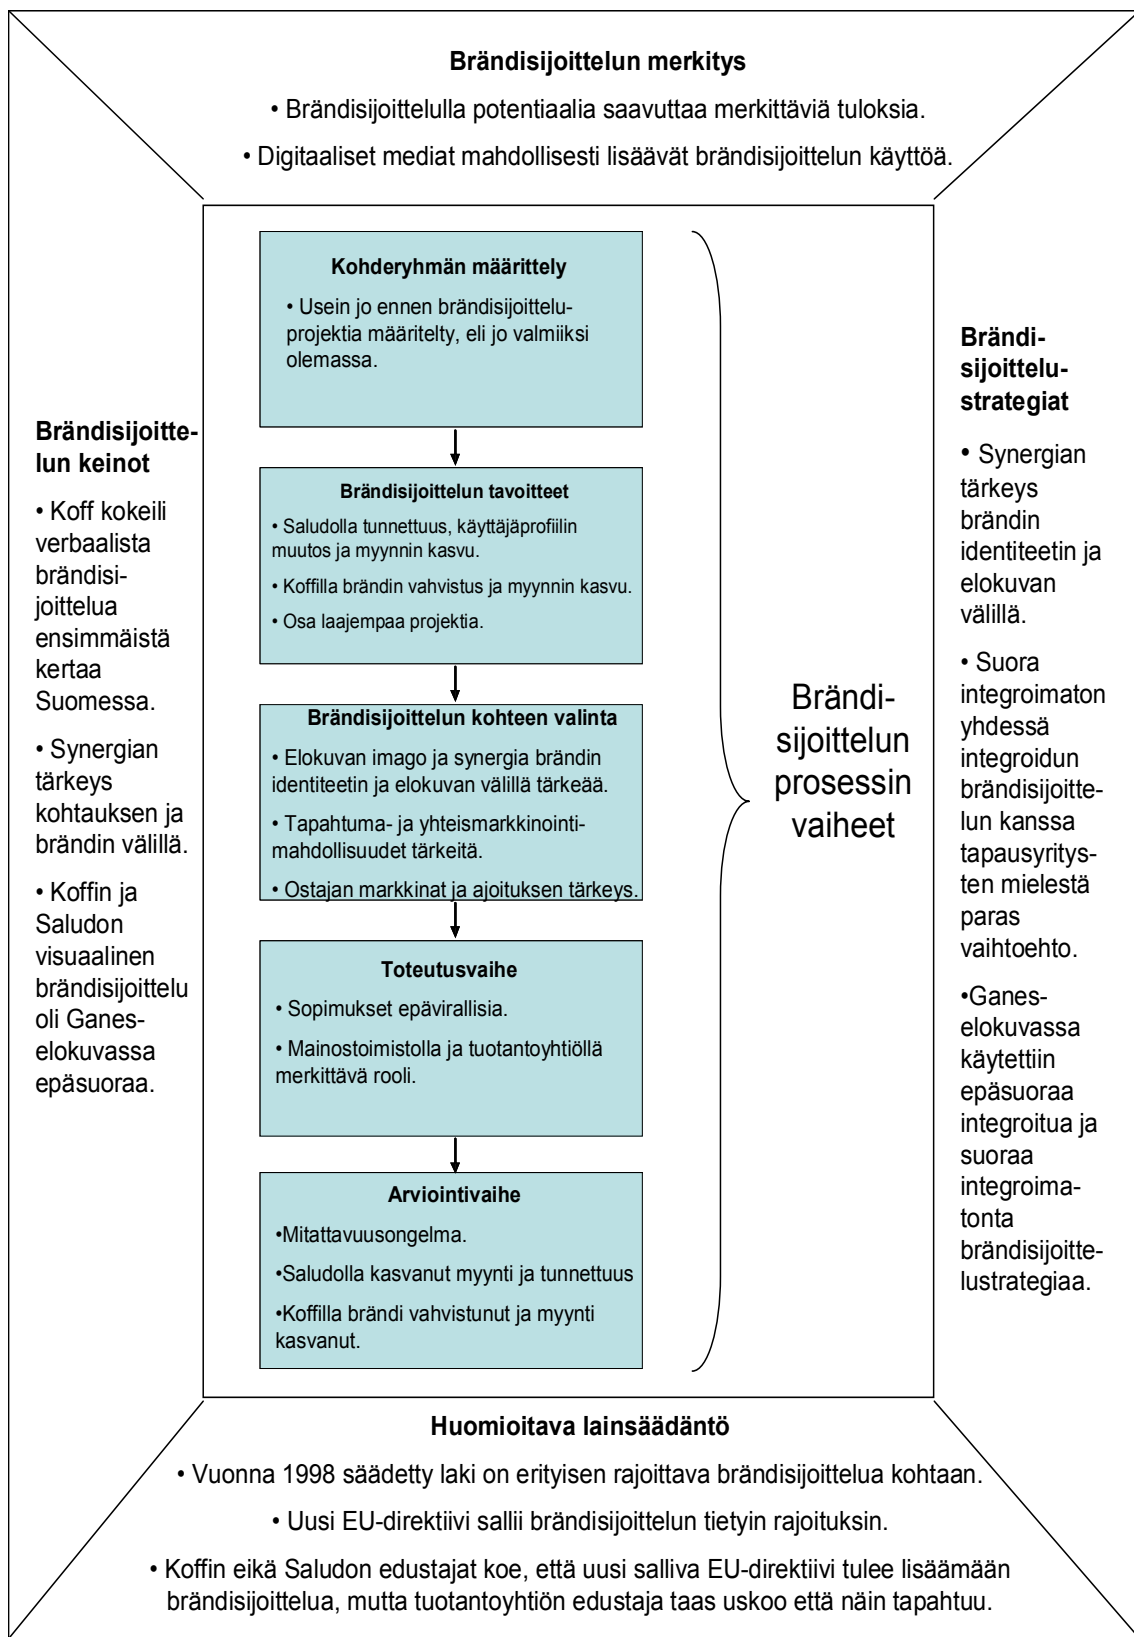 Brändisijoittelun merkitys
• Brändisijoittelulla potentiaalia saavuttaa merkittäviä tuloksia.
• Digitaaliset mediat mahdollisesti lisäävät brändisijoittelun käyttöä.
Brändisijoitte-
lun keinot
• Koff kokeili
verbaalista
brändisi-
joittelua
ensimmäistä
kertaa
Suomessa.
• Synergian
tärkeys
kohtauksen ja
brändin välillä.
• Koffin ja
Saludon
visuaalinen
brändisijoittelu
oli Ganes-
elokuvassa
epäsuoraa.
Kohderyhmän määrittely
• Usein jo ennen brändisijoittelu-
projektia määritelty, eli jo valmiiksi
olemassa.
Brändisijoittelun tavoitteet
• Saludolla tunnettuus, käyttäjäprofiilin
muutos ja myynnin kasvu.
• Koffilla brändin vahvistus ja myynnin kasvu.
• Osa laajempaa projektia.
Brändisijoittelun kohteen valinta
• Elokuvan imago ja synergia brändin
identiteetin ja elokuvan välillä tärkeää.
• Tapahtuma- ja yhteismarkkinointi-
mahdollisuudet tärkeitä.
• Ostajan markkinat ja ajoituksen tärkeys.
Toteutusvaihe
• Sopimukset epävirallisia.
• Mainostoimistolla ja tuotantoyhtiöllä
merkittävä rooli.
Arviointivaihe
•Mitattavuusongelma.
•Saludolla kasvanut myynti ja tunnettuus
•Koffilla brändi vahvistunut ja myynti
kasvanut.
Brändi-
sijoittelun
prosessin
vaiheet
Brändi-
sijoittelu-
strategiat
• Synergian
tärkeys
brändin
identiteetin ja
elokuvan
välillä.
• Suora
integroimaton
yhdessä
integroidun
brändisijoitte-
lun kanssa
tapausyritys-
ten mielestä
paras
vaihtoehto.
•Ganes-
elokuvassa
käytettiin
epäsuoraa
integroitua ja
suoraa
integroima-
tonta
brändisijoitte-
lustrategiaa.
Huomioitava lainsäädäntö
• Vuonna 1998 säädetty laki on erityisen rajoittava brändisijoittelua kohtaan.
• Uusi EU-direktiivi sallii brändisijoittelun tietyin rajoituksin.
• Koffin eikä Saludon edustajat koe, että uusi salliva EU-direktiivi tulee lisäämään
brändisijoittelua, mutta tuotantoyhtiön edustaja taas uskoo että näin tapahtuu.